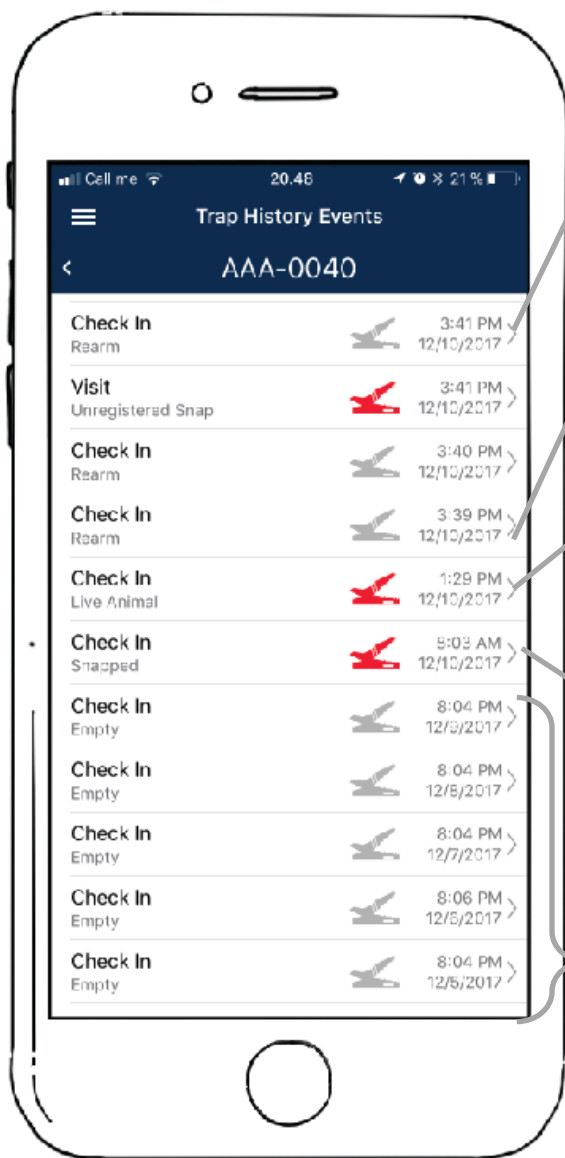 Call me 20.48 21 %
Trap History Events
AAA-0040
Check In 3:41 PM
Rearm 12/10/2017
Visit 3:41 PM
Unregistered Snap 12/10/2017
Check In 3:40 PM
Rearm 12/10/2017
Check In 3:39 PM
Rearm 12/10/2017
Check In 1:29 PM
Live Animal 12/10/2017
Check In 8:03 AM
Snapped 12/10/2017
Check In 8:04 PM
Empty 12/9/2017
Check In 8:04 PM
Empty 12/8/2017
Check In 8:04 PM
Empty 12/7/2017
Check In 8:06 PM
Empty 12/6/2017
Check In 8:04 PM
Empty 12/5/2017